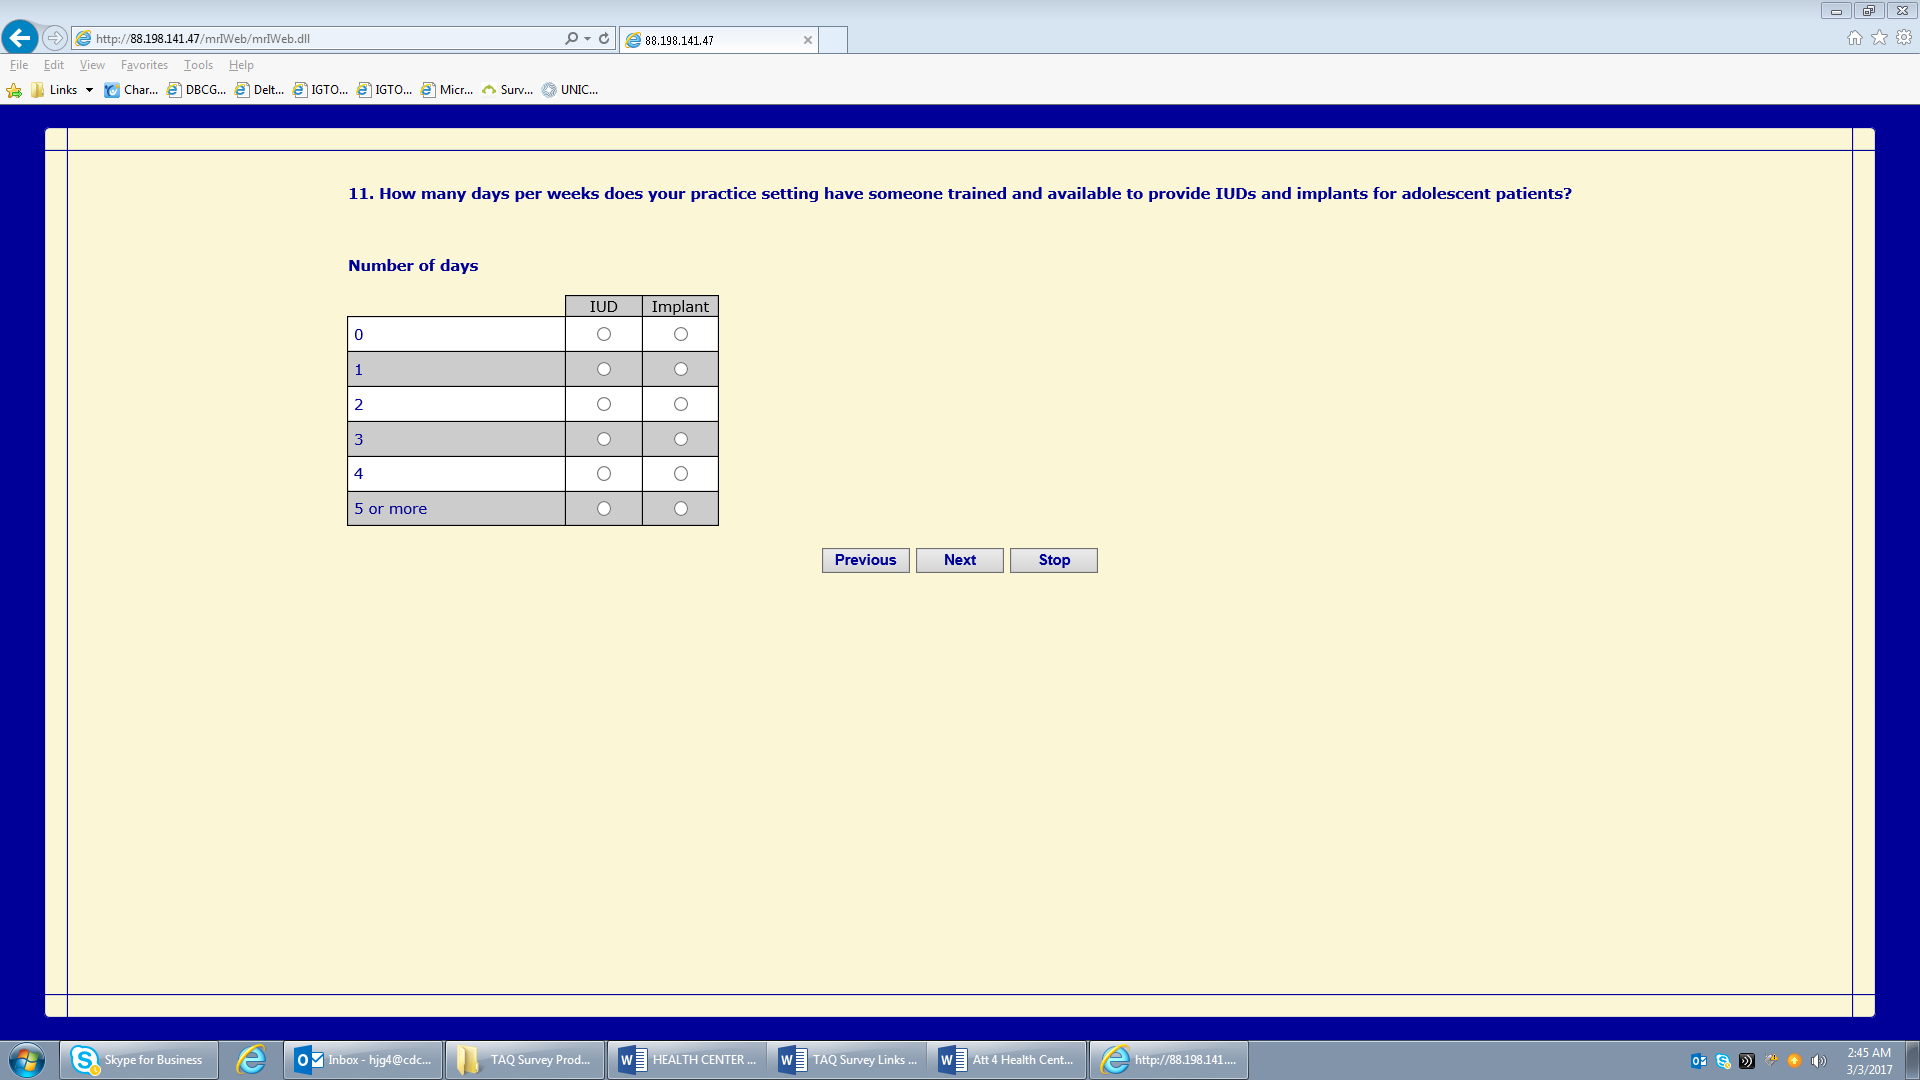 http://88.198.141.47/mrIWeb/mrIWeb.dll
88.198.141.47
File Edit View Favorites Tools Help
Links Char... DBCG... Delt... IGTO... IGTO... Micr... Surv... UNIC...
11. How many days per weeks does your practice setting have someone trained and available to provide IUDs and implants for adolescent patients?
Number of days
IUD Implant
0
1
2
3
4
5 or more
Previous Next Stop
Skype for Business Inbox - hjg4@cdc... TAQ Survey Prod... HEALTH CENTER ... TAQ Survey Links ... Att 4 Health Cent... http://88.198.141....
2:45 AM
3/3/2017